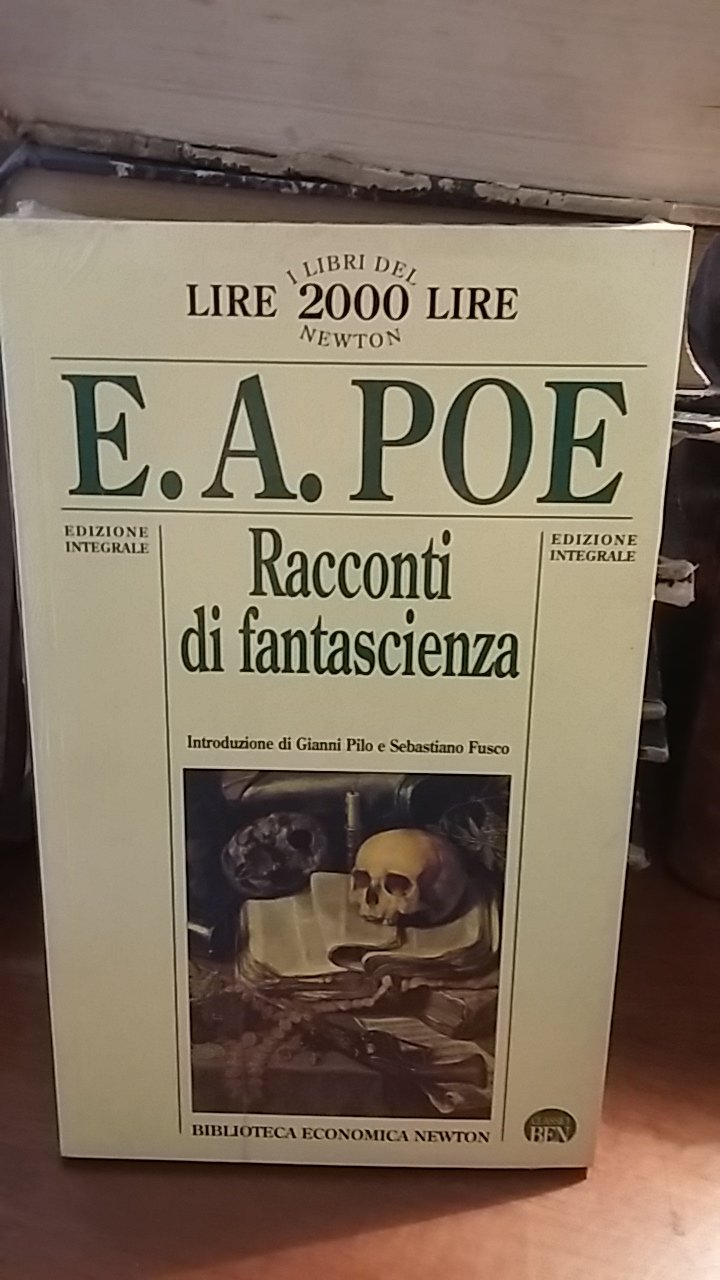 I LIBRI DEL
LIRE 2000 LIRE
NEWTON
E. A. POE
EDIZIONE
INTEGRALE
Racconti
di fantascienza
EDIZIONE
INTEGRALE
Introduzione di Gianni Pilo e Sebastiano Fusco
BIBLIOTECA ECONOMICA NEWTON
CLASSICI
BEN